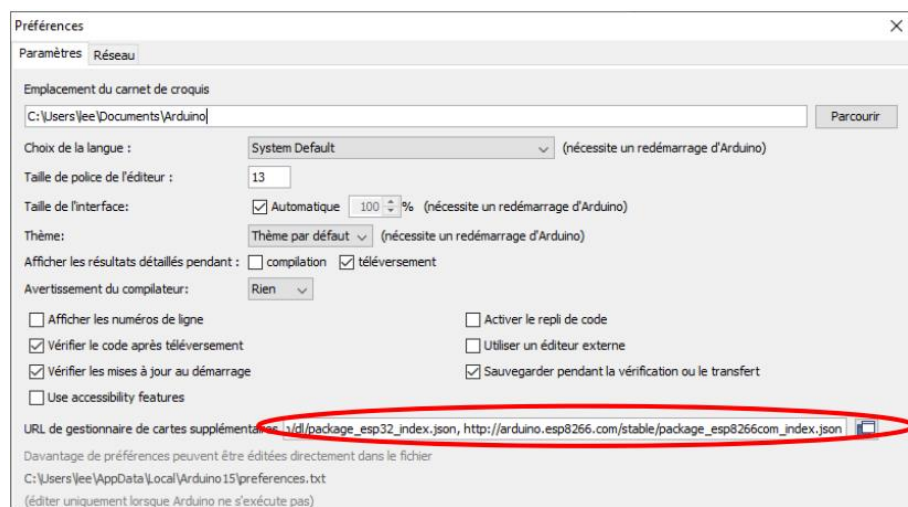 Préférences
Paramètres Réseau
Emplacement du carnet de croquis
C:\Users\lee\Documents\Arduino Parcourir
Choix de la langue : System Default (nécessite un redémarrage d'Arduino)
Taille de police de l'éditeur : 13
Taille de l'interface: Automatique 100 % (nécessite un redémarrage d'Arduino)
Thème: Thème par défaut (nécessite un redémarrage d'Arduino)
Afficher les résultats détaillés pendant : compilation téléversement
Avertissement du compilateur: Rien
Afficher les numéros de ligne Activer le repli de code
Vérifier le code après téléversement Utiliser un éditeur externe
Vérifier les mises à jour au démarrage Sauvegarder pendant la vérification ou le transfert
Use accessibility features
URL de gestionnaire de cartes supplémentaires /dl/package_esp32_index.json, http://arduino.esp8266.com/stable/package_esp8266com_index.json
Davantage de préférences peuvent être éditées directement dans le fichier
C:\Users\lee\AppData\Local\Arduino15\preferences.txt
(éditer uniquement lorsque Arduino ne s'exécute pas)